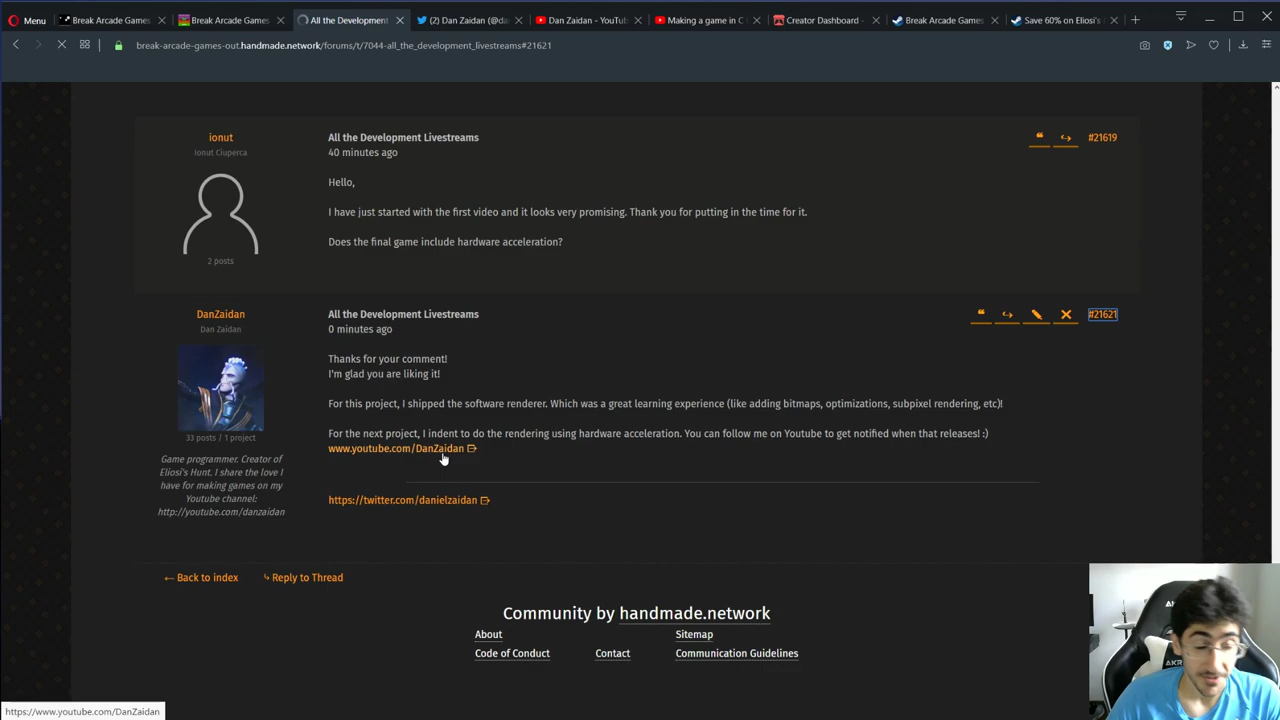 Menu
Break Arcade Games
Break Arcade Games
All the Development
(2) Dan Zaidan (@da
Dan Zaidan - YouTube
Making a game in C
Creator Dashboard -
Break Arcade Games
Save 60% on Eliosi's
break-arcade-games-out.handmade.network/forums/t/7044-all_the_development_livestreams#21621
ionut
Ionut Ciuperca
2 posts
All the Development Livestreams
40 minutes ago
#21619
Hello,
I have just started with the first video and it looks very promising. Thank you for putting in the time for it.
Does the final game include hardware acceleration?
DanZaidan
Dan Zaidan
33 posts / 1 project
Game programmer. Creator of
Eliosi's Hunt. I share the love I
have for making games on my
Youtube channel:
http://youtube.com/danzaidan
All the Development Livestreams
0 minutes ago
#21621
Thanks for your comment!
I'm glad you are liking it!
For this project, I shipped the software renderer. Which was a great learning experience (like adding bitmaps, optimizations, subpixel rendering, etc)!
For the next project, I indent to do the rendering using hardware acceleration. You can follow me on Youtube to get notified when that releases! :)
www.youtube.com/DanZaidan
https://twitter.com/danielzaidan
← Back to index
Reply to Thread
Community by handmade.network
About
Sitemap
Code of Conduct
Contact
Communication Guidelines
https://www.youtube.com/DanZaidan